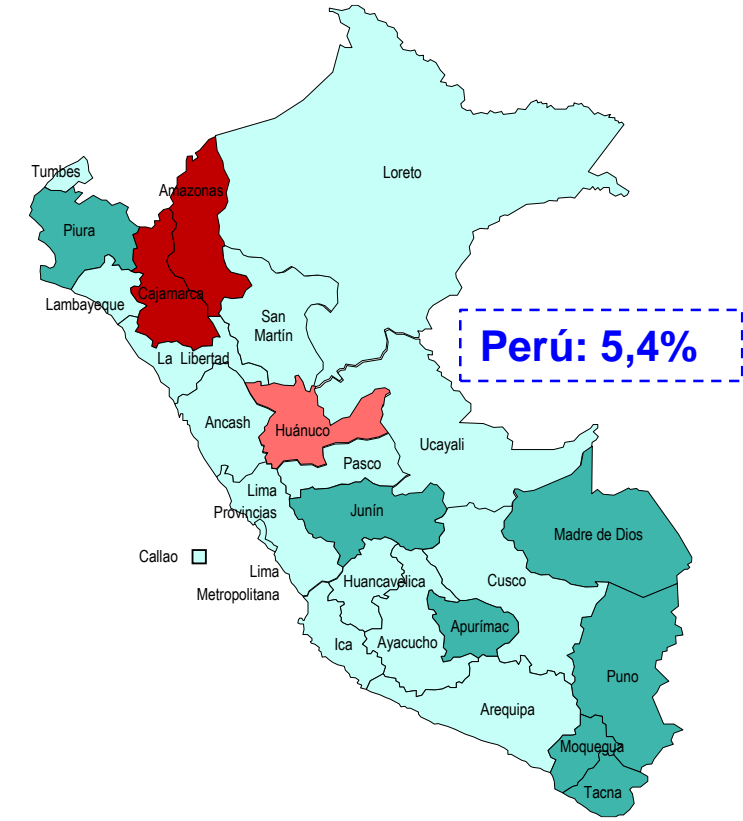 Loreto
Tumbes
Amazonas
Piura
Cajamarca
Lambayeque
San
Martín
Perú: 5,4%
La Libertad
Ancash
Huánuco
Ucayali
Pasco
Lima
Provincias
Junín
Madre de Dios
Callao
Lima
Metropolitana
Huancavelica
Cusco
Apurímac
Ica
Ayacucho
Puno
Arequipa
Moquegua
Tacna